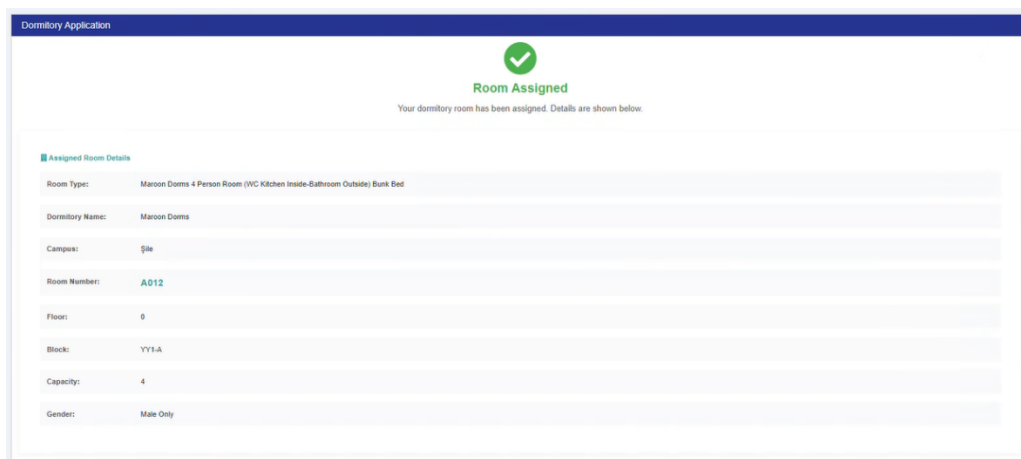 Dormitory Application
Room Assigned
Your dormitory room has been assigned. Details are shown below.
Assigned Room Details
Room Type: Maroon Dorms 4 Person Room (WC Kitchen Inside-Bathroom Outside) Bunk Bed
Dormitory Name: Maroon Dorms
Campus: Şile
Room Number: A012
Floor: 0
Block: YY1-A
Capacity: 4
Gender: Male Only